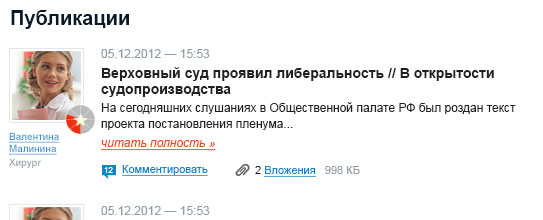 Публикации
05.12.2012 — 15:53
Верховный суд проявил либеральность // В открытости
судопроизводства
На сегодняшних слушаниях в Общественной палате РФ был роздан текст
проекта постановления пленума...
читать полность »
Валентина
Малинина
Хирург
12 Комментировать 2 Вложения 998 КБ
05.12.2012 — 15:53